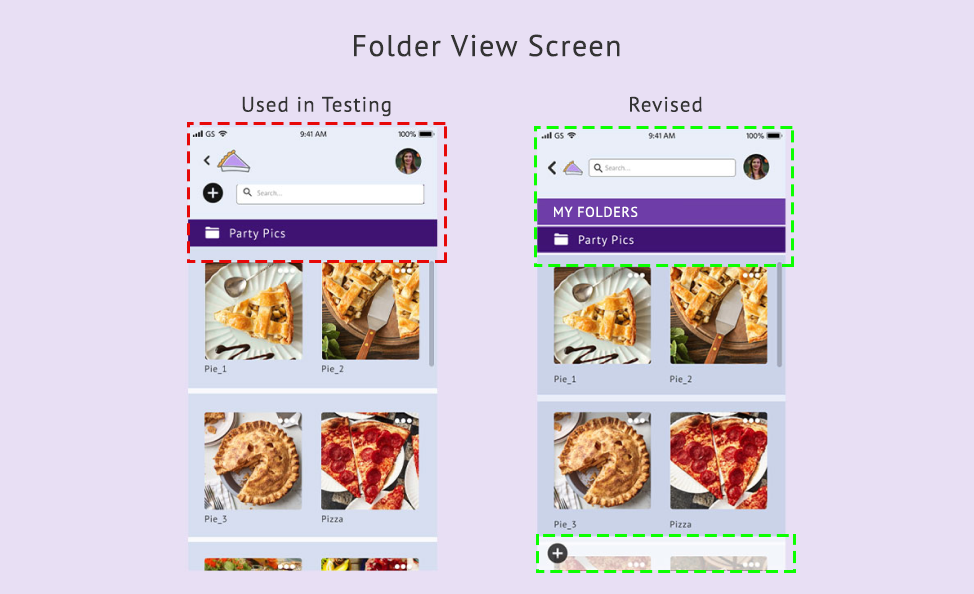 Folder View Screen
Used in Testing
GS 9:41 AM 100%
Search...
Party Pics
Pie_1 Pie_2
Pie_3 Pizza
Revised
GS 9:41 AM 100%
Search...
MY FOLDERS
Party Pics
Pie_1 Pie_2
Pie_3 Pizza